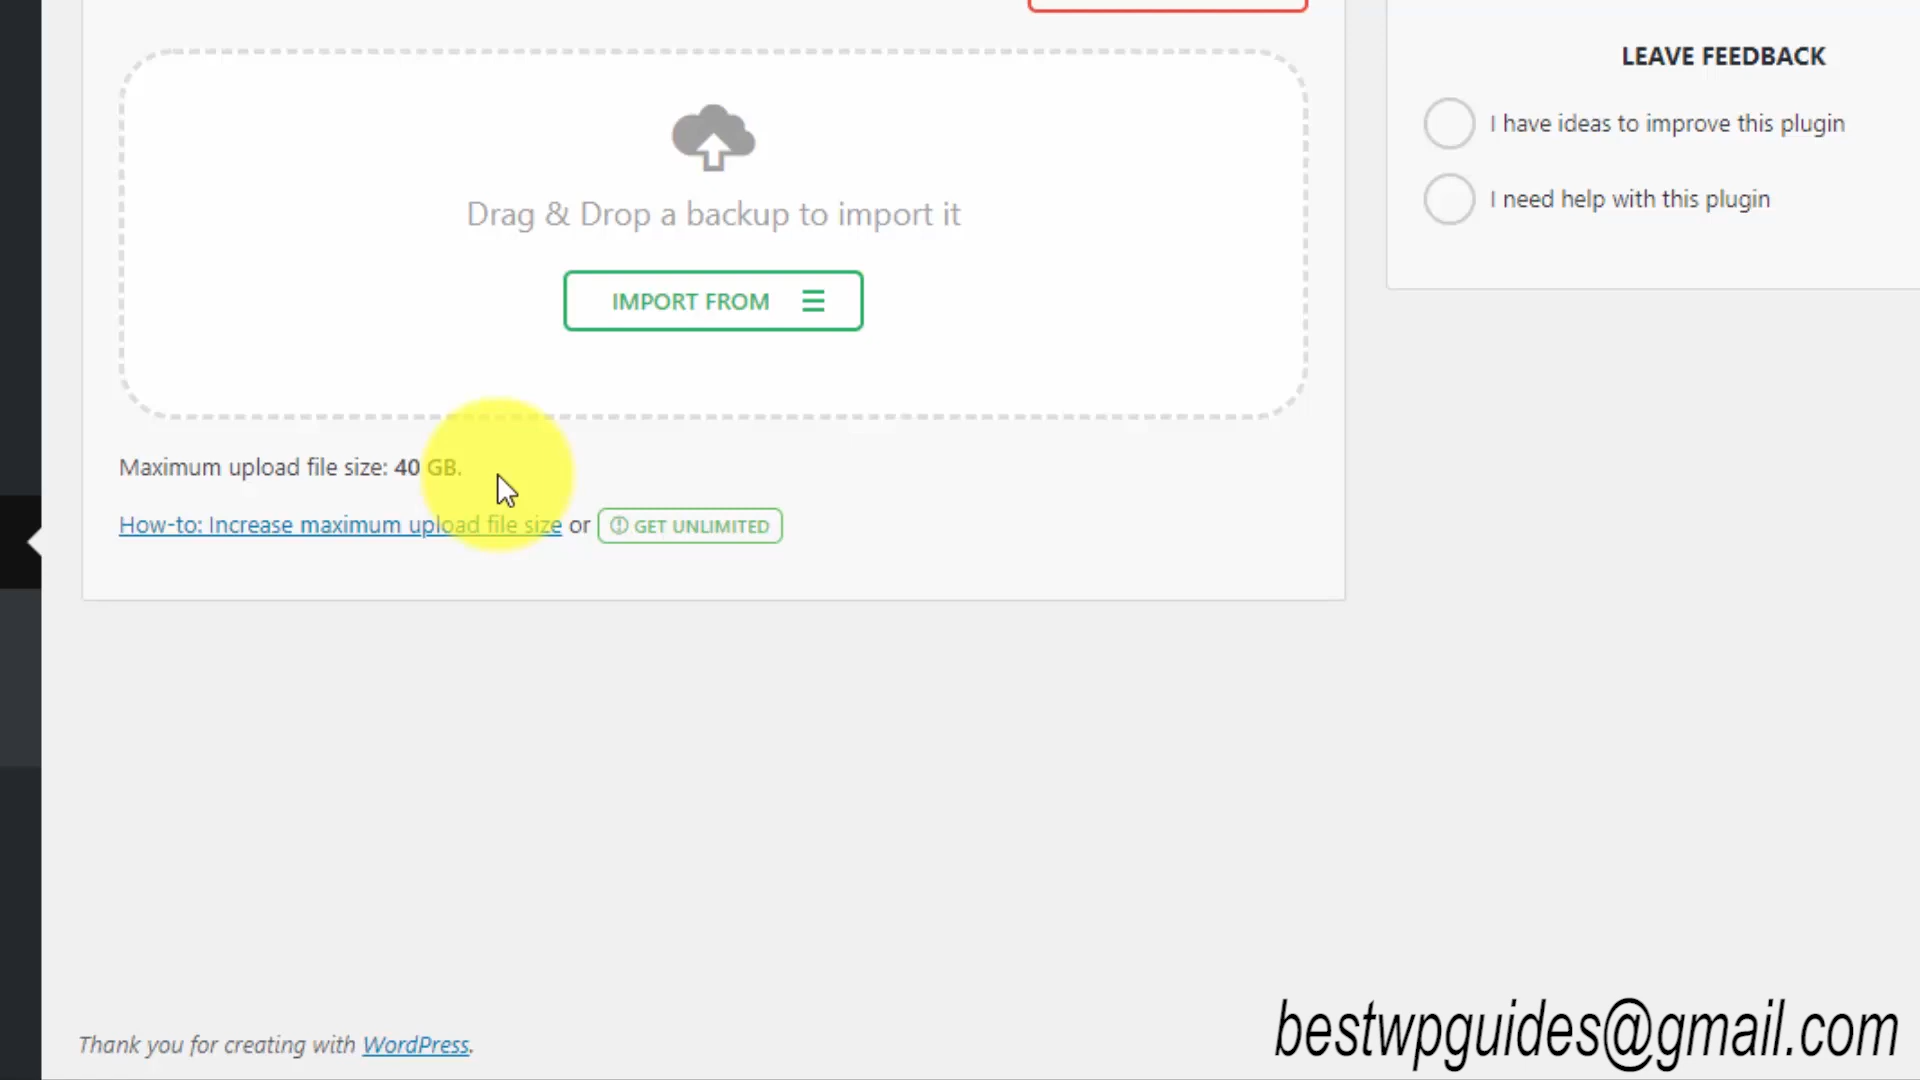 LEAVE FEEDBACK
I have ideas to improve this plugin
I need help with this plugin
Drag & Drop a backup to import it
IMPORT FROM
Maximum upload file size: 40 GB.
How-to: Increase maximum upload file size or GET UNLIMITED
Thank you for creating with WordPress.
bestwpguides@gmail.com